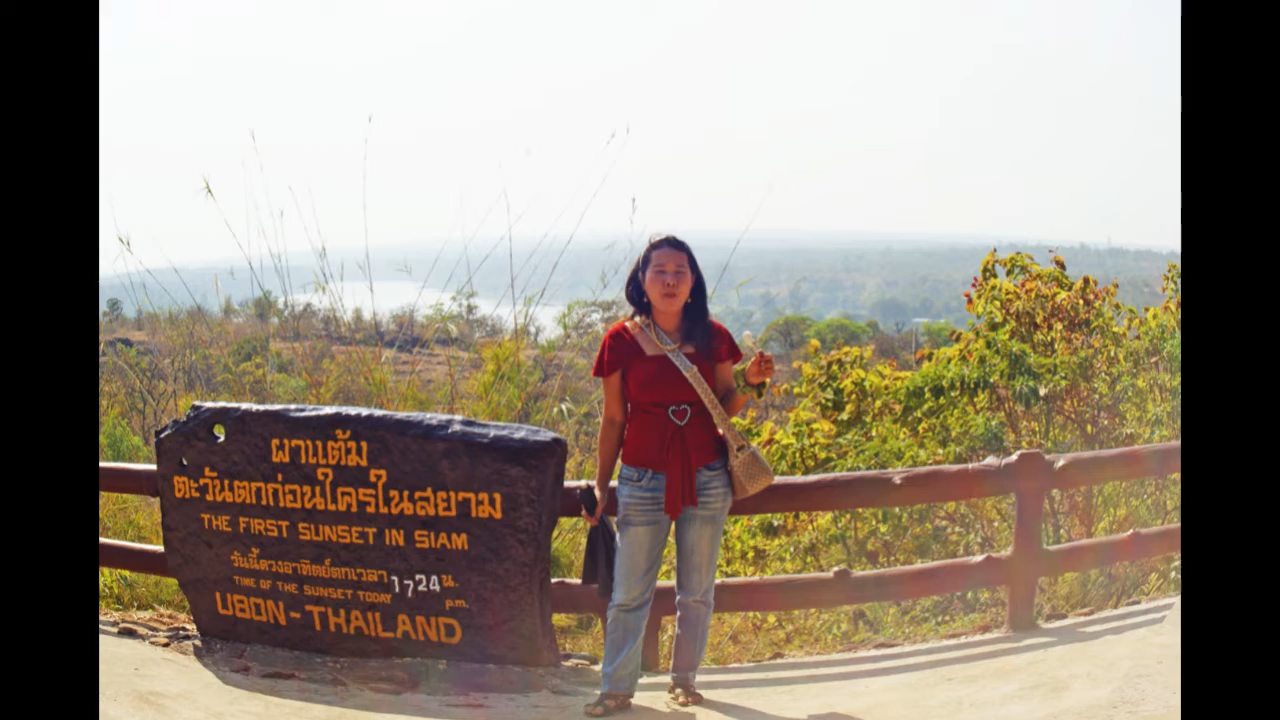 ผาแต้ม
ตะวันตกก่อนใครในสยาม
THE FIRST SUNSET IN SIAM
วันนี้ดวงอาทิตย์ตกเวลา 1724 น.
TIME OF THE SUNSET TODAY p.m.
UBON-THAILAND